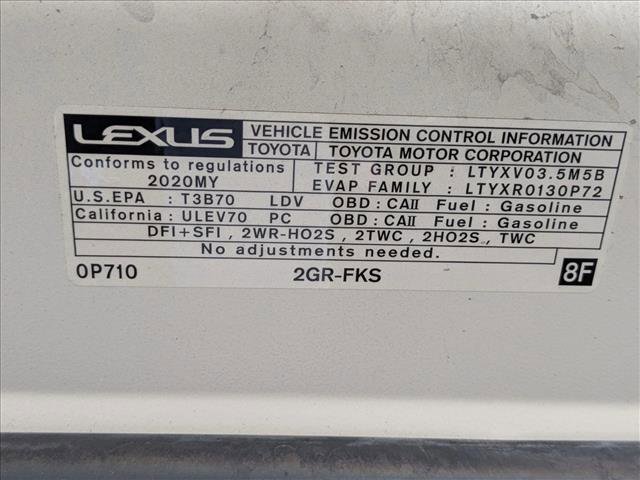 LEXUS VEHICLE EMISSION CONTROL INFORMATION
TOYOTA TOYOTA MOTOR CORPORATION
Conforms to regulations 2020MY
TEST GROUP : LTYXV03.5M5B
EVAP FAMILY : LTYXR0130P72
U.S.EPA : T3B70 LDV OBD : CAII Fuel : Gasoline
California : ULEV70 PC OBD : CAII Fuel : Gasoline
DFI+SFI , 2WR-HO2S , 2TWC , 2HO2S , TWC
No adjustments needed.
0P710 2GR-FKS 8F